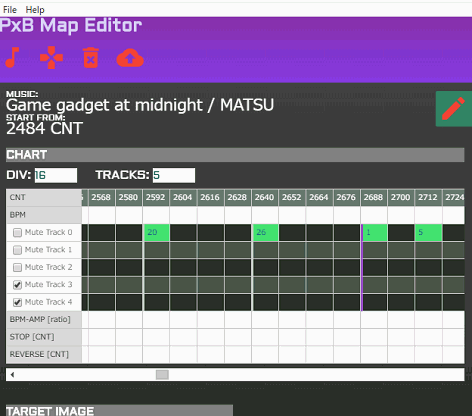 File Help
PxB Map Editor
MUSIC:
Game gadget at midnight / MATSU
START FROM:
2484 CNT
CHART
DIV: 16 TRACKS: 5
CNT 2568 2580 2592 2604 2616 2628 2640 2652 2664 2676 2688 2700 2712 2724
BPM
Mute Track 0 20 26 1 5
Mute Track 1
Mute Track 2
Mute Track 3
Mute Track 4
BPM-AMP [ratio]
STOP [CNT]
REVERSE [CNT]
TARGET IMAGE